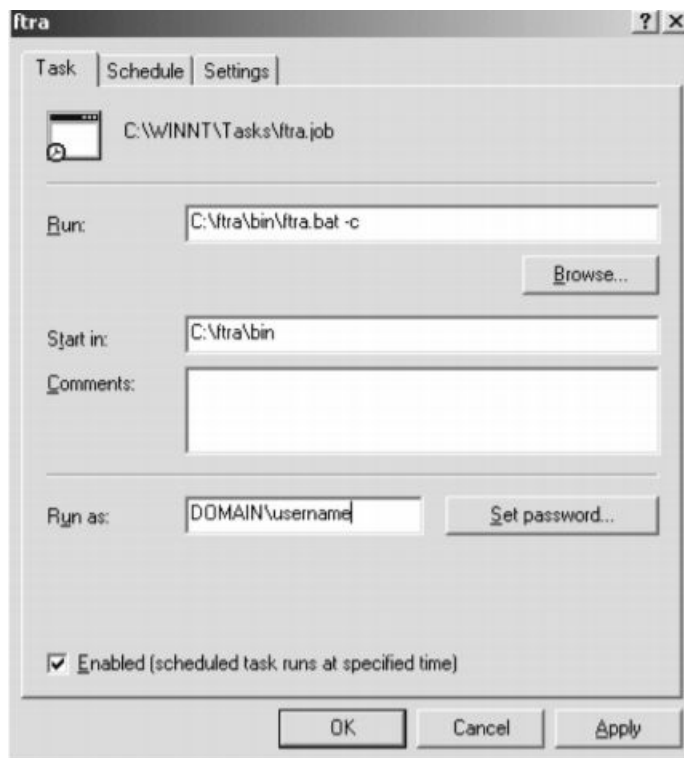 ftra
Task Schedule Settings
C:\WINNT\Tasks\ftra.job
Run: C:\ftra\bin\ftra.bat -c
Browse...
Start in: C:\ftra\bin
Comments:
Run as: DOMAIN\username Set password...
Enabled (scheduled task runs at specified time)
OK Cancel Apply